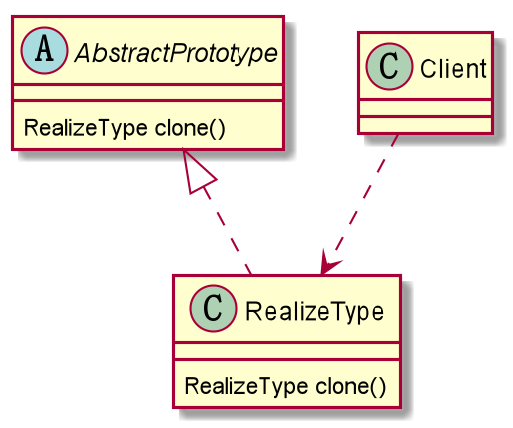 A AbstractPrototype
RealizeType clone()
C Client
C RealizeType
RealizeType clone()